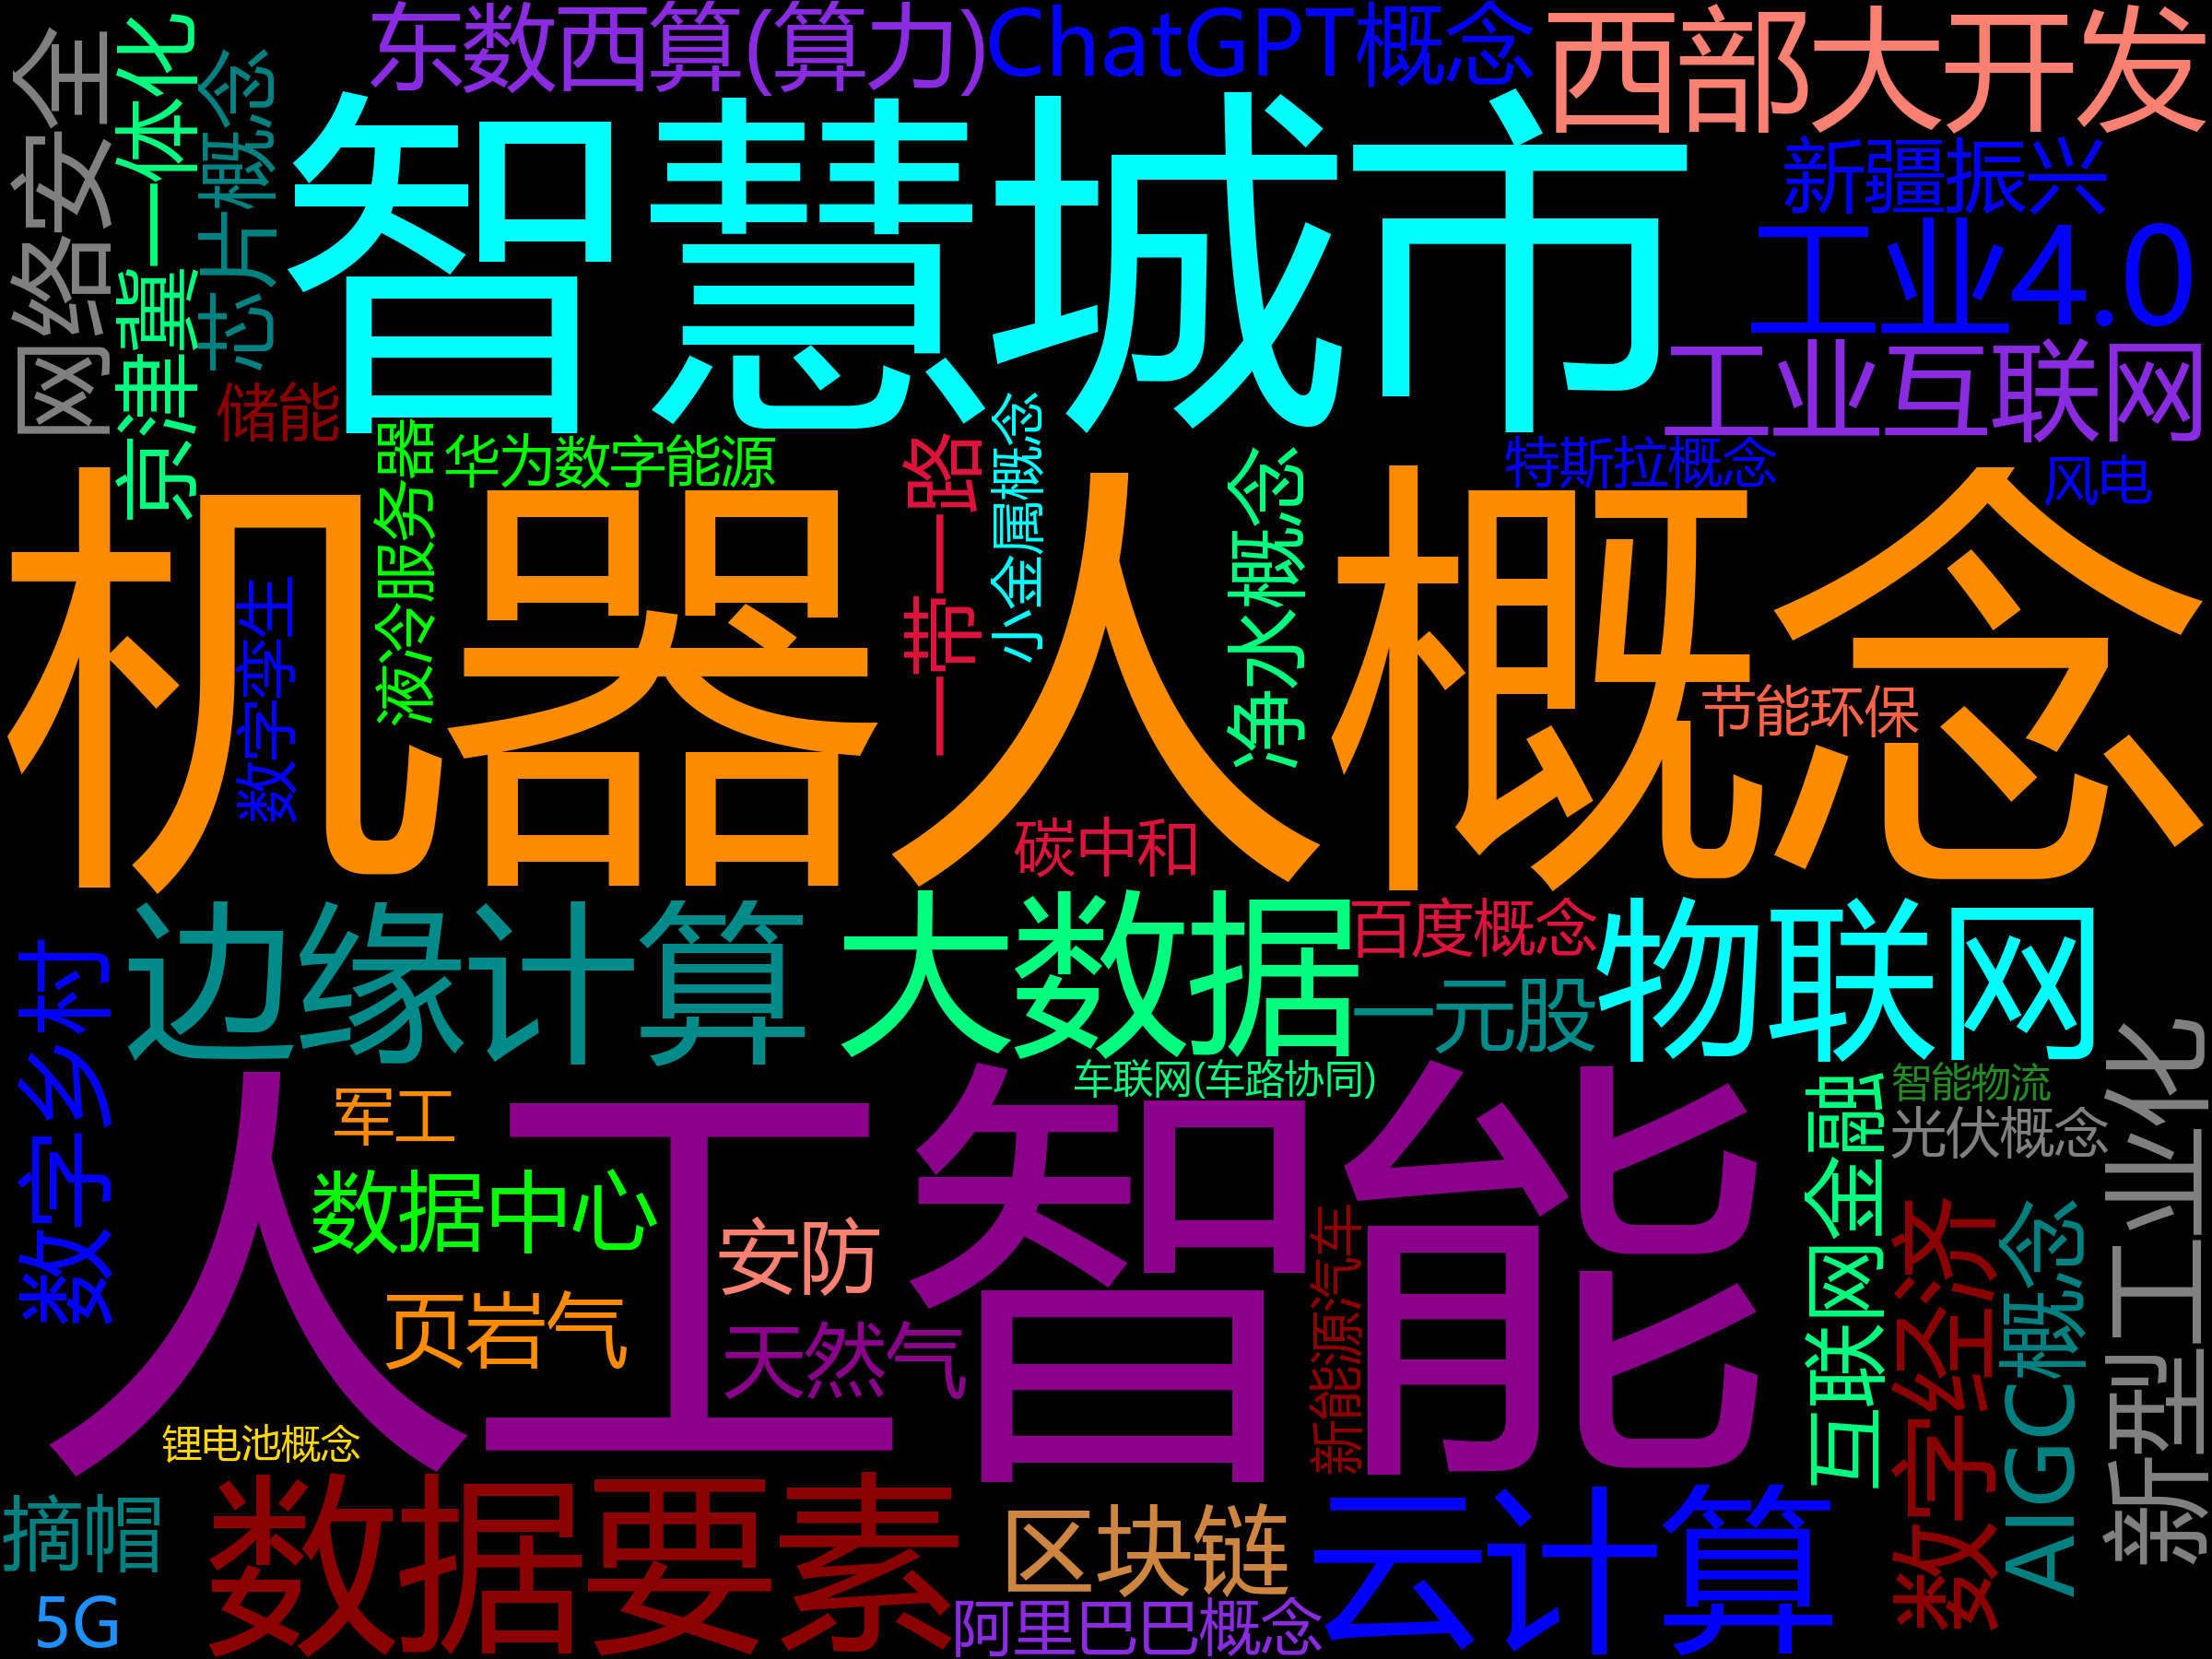 东数西算(算力)
ChatGPT概念
西部大开发
网络安全
京津冀一体化
芯片概念
智慧城市
新疆振兴
工业4.0
工业互联网
储能
华为数字能源
液冷服务器
一带一路
小金属概念
净水概念
特斯拉概念
风电
机器人概念
数字孪生
节能环保
碳中和
边缘计算
大数据
百度概念
一元股
物联网
数字乡村
车联网(车路协同)
智能物流
光伏概念
军工
人工智能
数据中心
安防
页岩气
天然气
新能源汽车
互联网金融
数字经济
AIGC概念
新型工业化
锂电池概念
摘帽
5G
数据要素
区块链
阿里巴巴概念
云计算